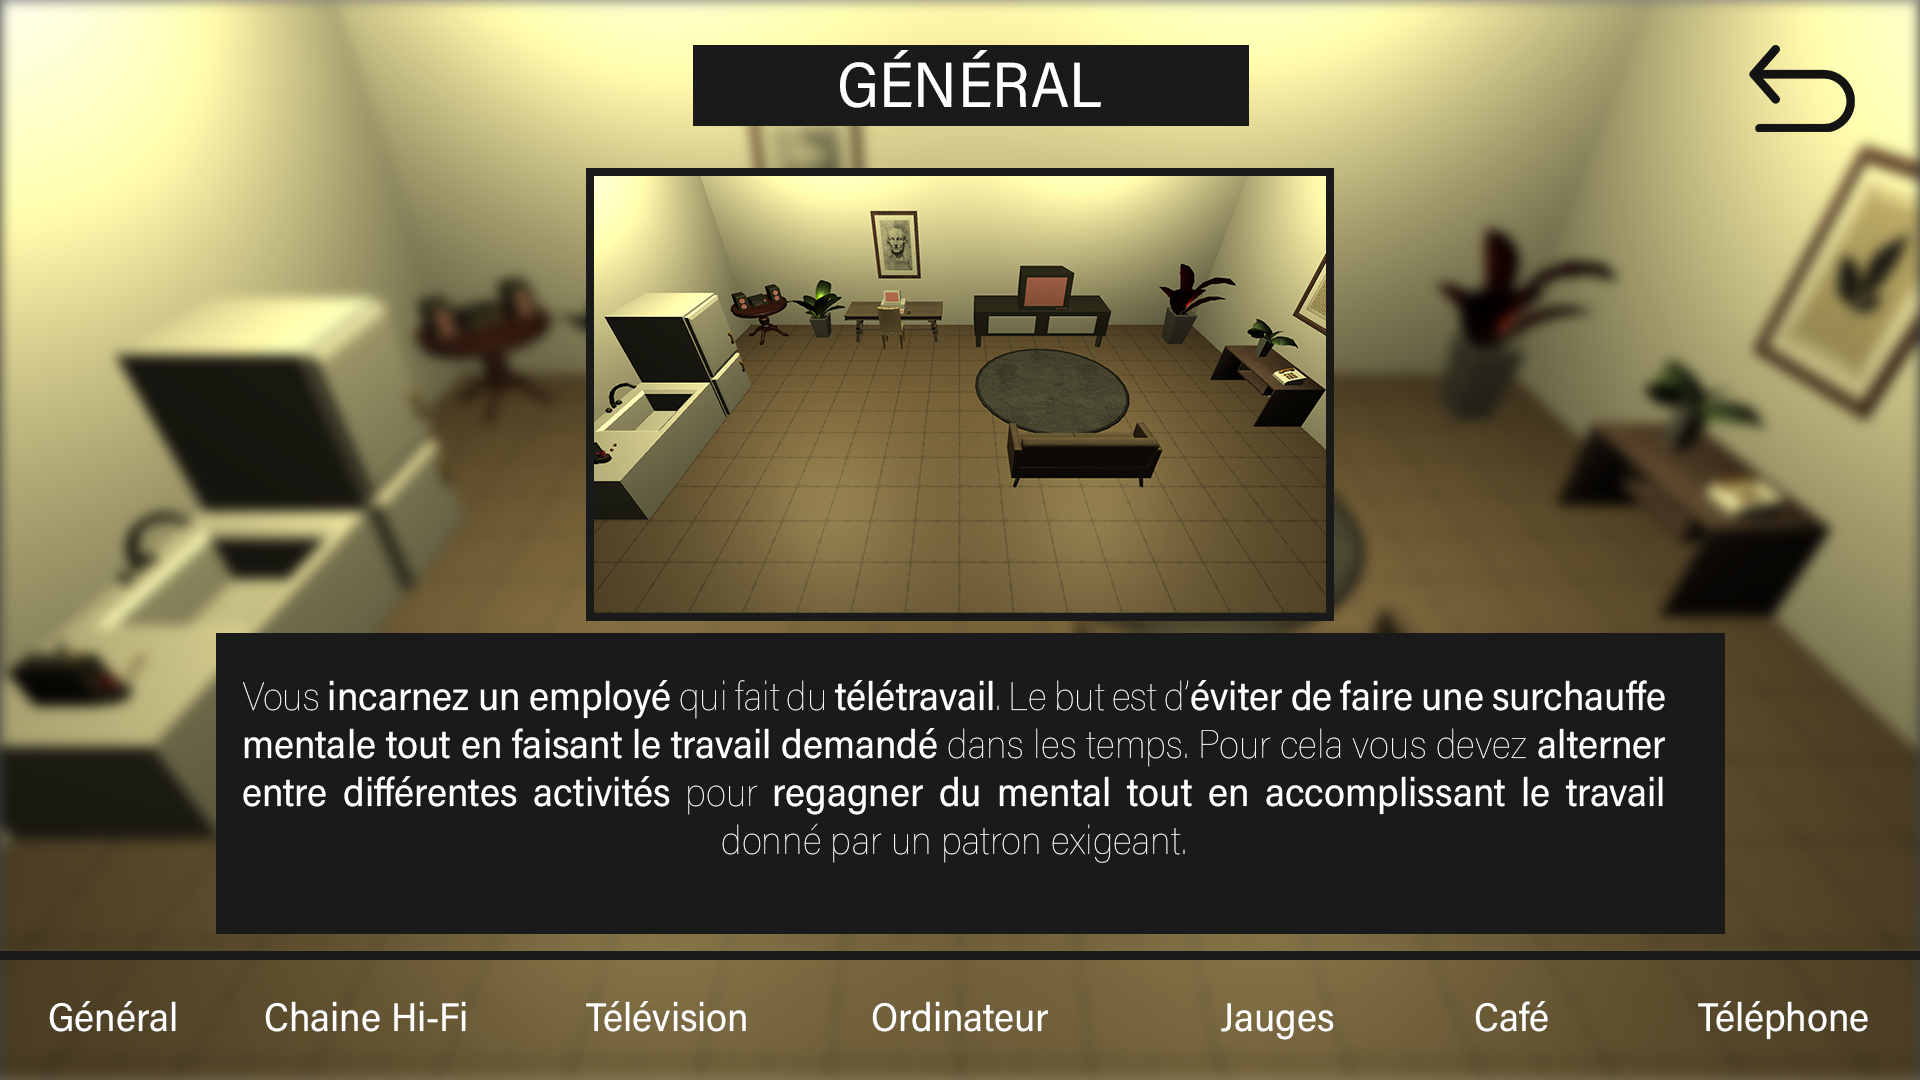 GÉNÉRAL
Vous incarnez un employé qui fait du télétravail. Le but est d'éviter de faire une surchauffe
mentale tout en faisant le travail demandé dans les temps. Pour cela vous devez alterner
entre différentes activités pour regagner du mental tout en accomplissant le travail
donné par un patron exigeant.
Général Chaine Hi-Fi Télévision Ordinateur Jauges Café Téléphone